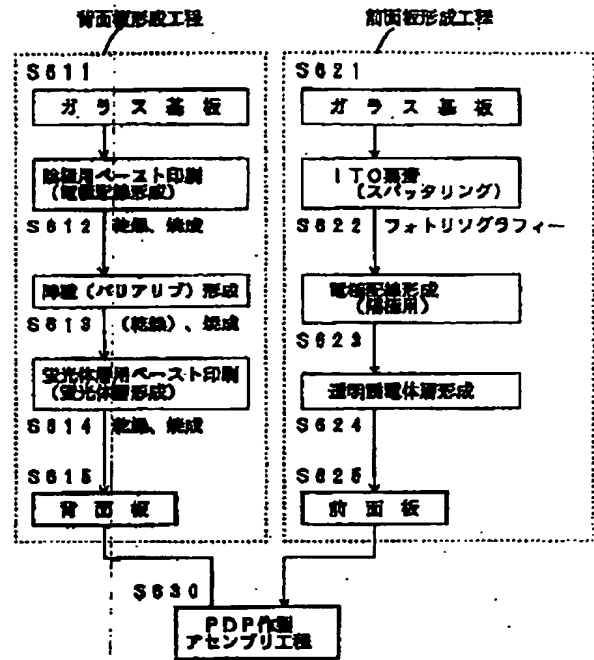 背面板形成工程
S611
ガラス基板
陰極用ペースト印刷
(電極配線形成)
S612 乾燥、焼成
障壁(バリアリブ)形成
S613 (乾燥)、焼成
蛍光体層用ペースト印刷
(蛍光体層形成)
S614 乾燥、焼成
S615
背面板
前面板形成工程
S621
ガラス基板
ITO蒸着
(スパッタリング)
S622 フォトリソグラフィー
電極配線形成
(陽極用)
S623
透明誘電体層形成
S624
S625
前面板
S630
PDP作製
アセンブリ工程